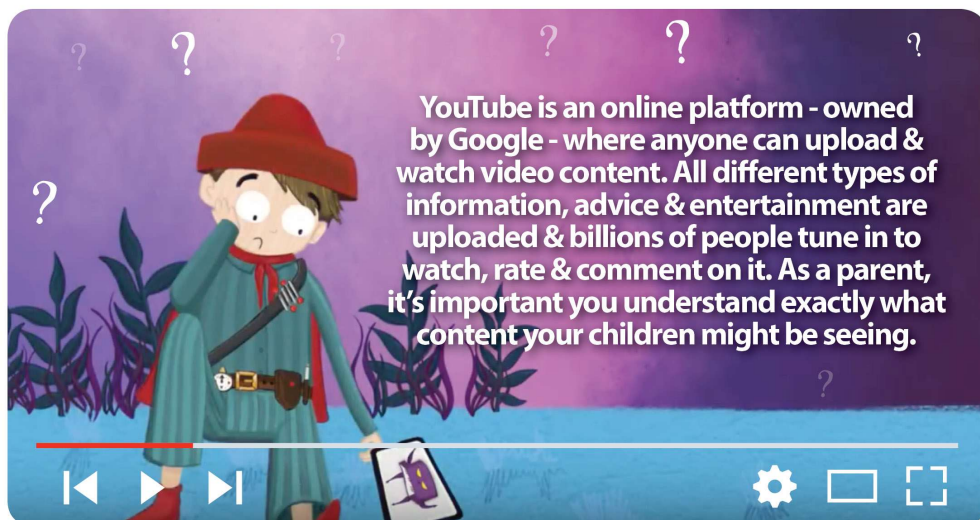 YouTube is an online platform - owned
by Google - where anyone can upload &
watch video content. All different types of
information, advice & entertainment are
uploaded & billions of people tune in to
watch, rate & comment on it. As a parent,
it's important you understand exactly what
content your children might be seeing.